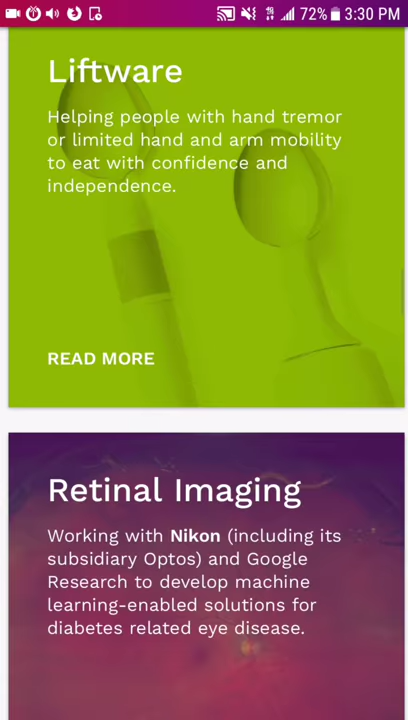 72% 3:30 PM
Liftware
Helping people with hand tremor
or limited hand and arm mobility
to eat with confidence and
independence.
READ MORE
Retinal Imaging
Working with Nikon (including its
subsidiary Optos) and Google
Research to develop machine
learning-enabled solutions for
diabetes related eye disease.